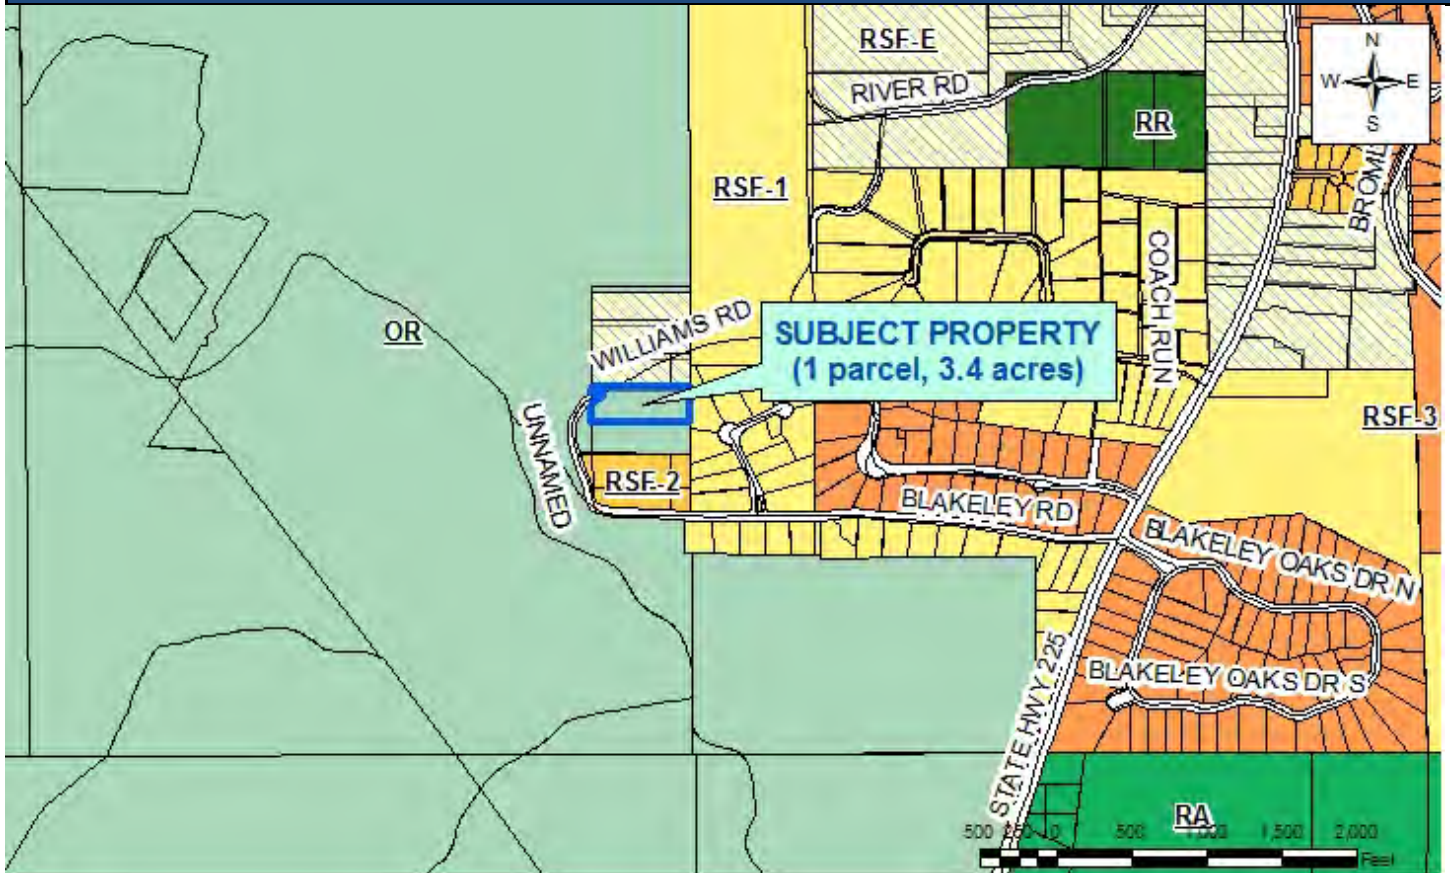 RSF-E
N
W E
S
RIVER RD
RR
RSF-1
COACH RUN
OR
WILLIAMS RD
SUBJECT PROPERTY
(1 parcel, 3.4 acres)
RSF-3
UNNAMED
RSF-2
BLAKELEY RD
BLAKELEY OAKS DR N
BLAKELEY OAKS DR S
STATE HWY 225
RA
500 250 0 500 1,000 1,500 2,000
Feet